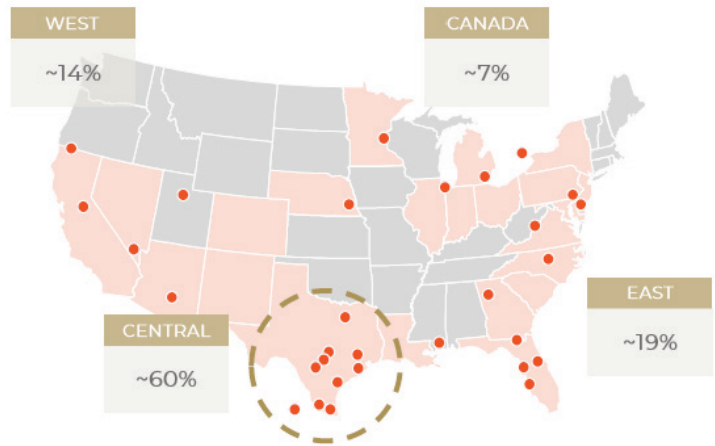 WEST
~14%
CANADA
~7%
CENTRAL
~60%
EAST
~19%